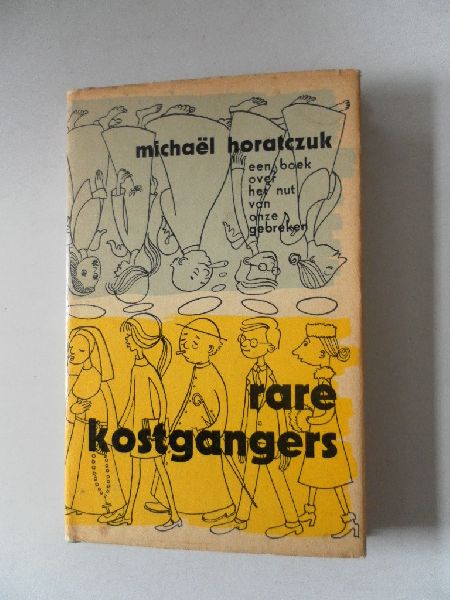 michaël horatczuk
een boek
over
het nut
van
onze
gebreken
rare
kostgangers